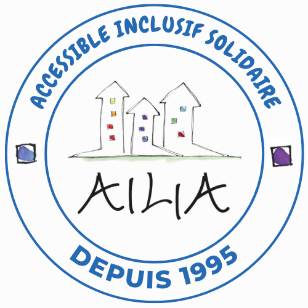 ACCESSIBLE INCLUSIF SOLIDAIRE
AILIA
DEPUIS 1995